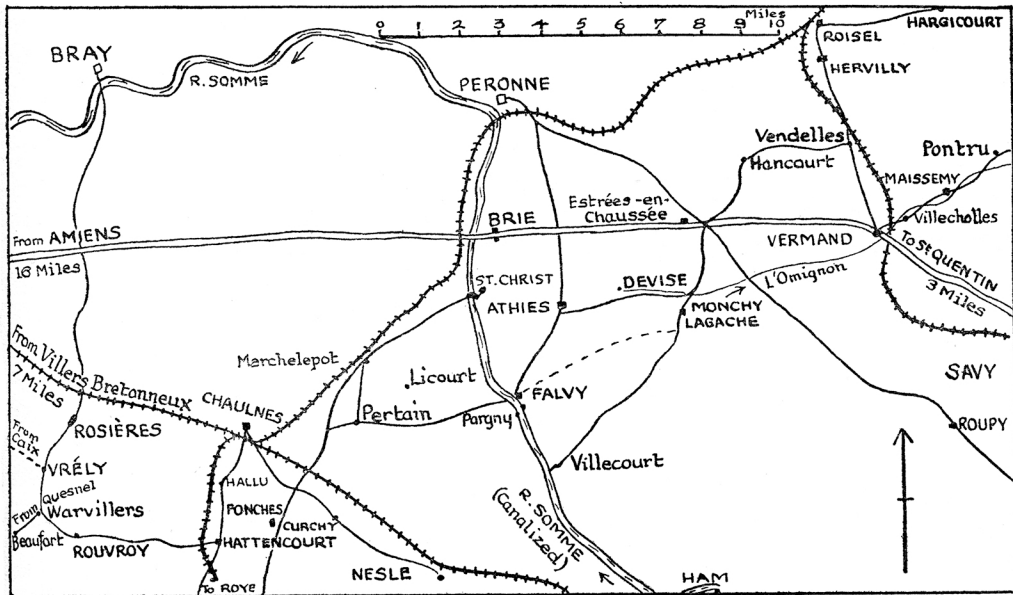 Miles
0 1 2 3 4 5 6 7 8 9 10
HARGICOURT
ROISEL
HERVILLY
BRAY
R. SOMME
PERONNE
Vendelles
Hancourt
Pontru
MAISSEMY
Villecholles
Estrées-en-
Chaussée
BRIE
From AMIENS
16 Miles
VERMAND
To St QUENTIN
3 Miles
L'Omignon
ST. CHRIST
ATHIES
DEVISE
MONCHY
LAGACHE
Marchelepot
From Villers Bretonneux
7 Miles
CHAULNES
Licourt
Pertain
FALVY
Pargny
SAVY
ROUPY
ROSIÈRES
From
Caix
VRÉLY
Villecourt
HALLU
From Quesnel
Warvillers
FONCHES
CURCHY
R. SOMME
(Canalized)
Beaufort
ROUVROY
HATTENCOURT
NESLE
To ROYE
HAM